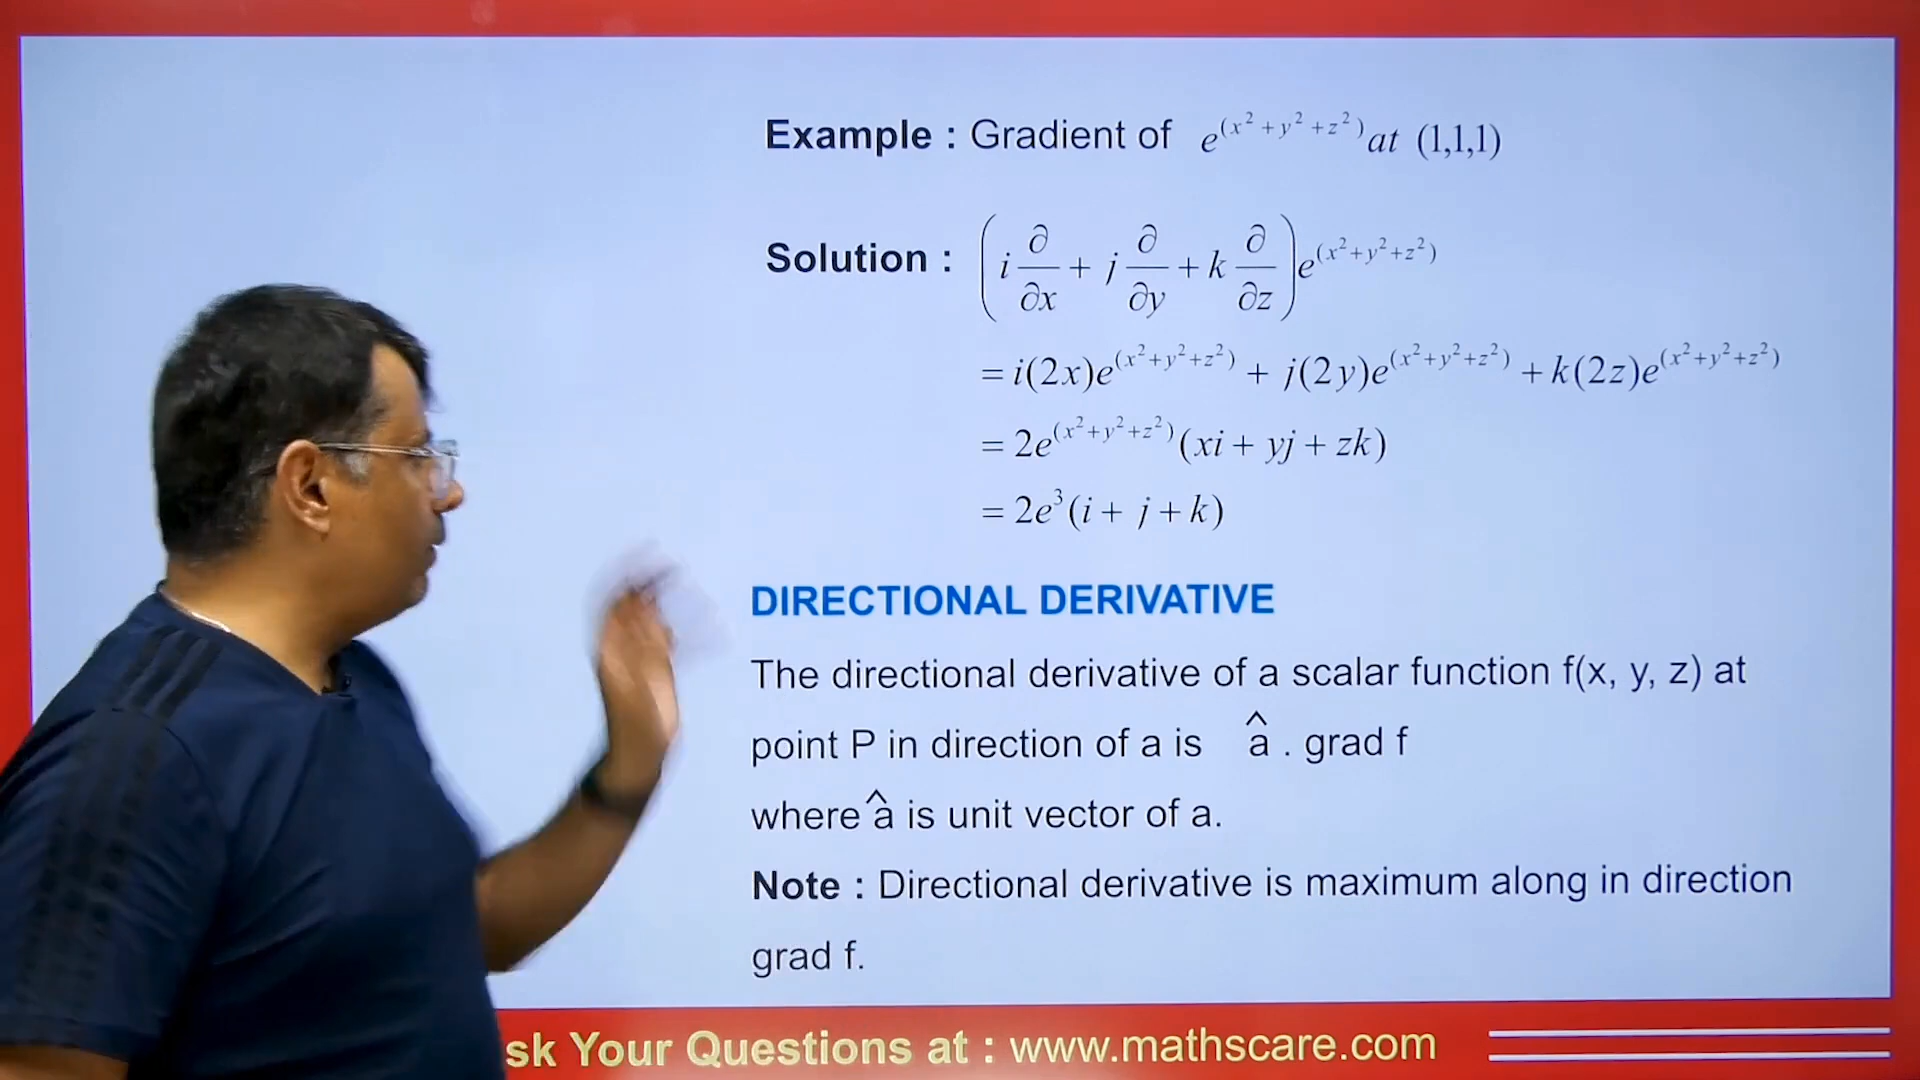 Example : Gradient of e^(x²+y²+z²) at (1,1,1)
Solution : (i ∂/∂x + j ∂/∂y + k ∂/∂z) e^(x²+y²+z²)
= i(2x)e^(x²+y²+z²) + j(2y)e^(x²+y²+z²) + k(2z)e^(x²+y²+z²)
= 2e^(x²+y²+z²)(xi + yj + zk)
= 2e³(i + j + k)
DIRECTIONAL DERIVATIVE
The directional derivative of a scalar function f(x, y, z) at
point P in direction of a is â . grad f
where â is unit vector of a.
Note : Directional derivative is maximum along in direction
grad f.
sk Your Questions at : www.mathscare.com